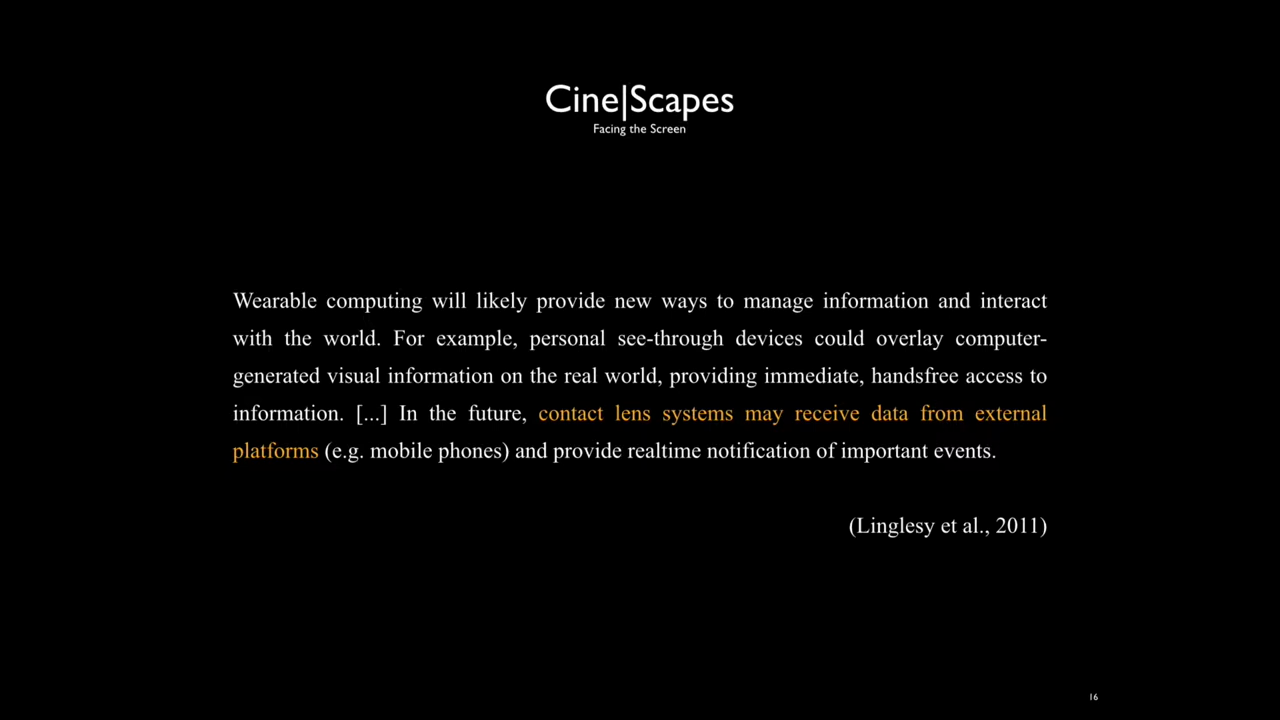 Cine|Scapes
Facing the Screen
Wearable computing will likely provide new ways to manage information and interact
with the world. For example, personal see-through devices could overlay computer-
generated visual information on the real world, providing immediate, handsfree access to
information. [...] In the future, contact lens systems may receive data from external
platforms (e.g. mobile phones) and provide realtime notification of important events.
(Linglesy et al., 2011)
16